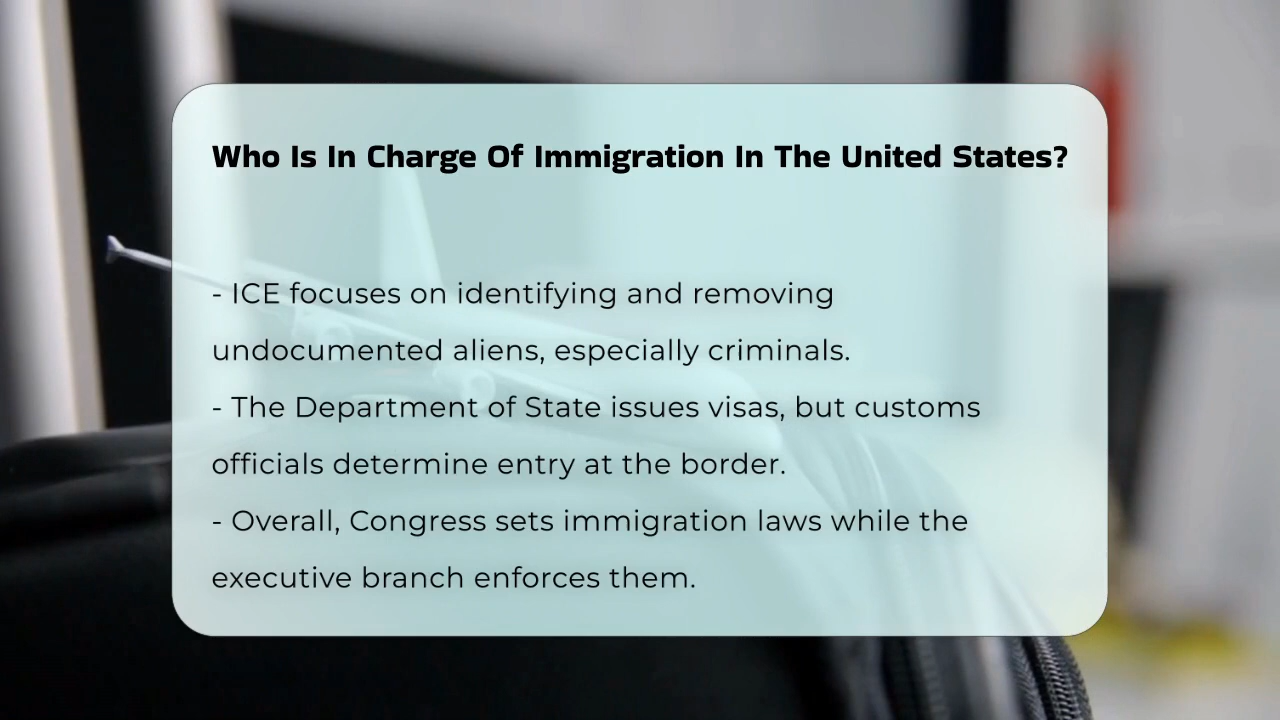 Who Is In Charge Of Immigration In The United States?
- ICE focuses on identifying and removing
undocumented aliens, especially criminals.
- The Department of State issues visas, but customs
officials determine entry at the border.
- Overall, Congress sets immigration laws while the
executive branch enforces them.